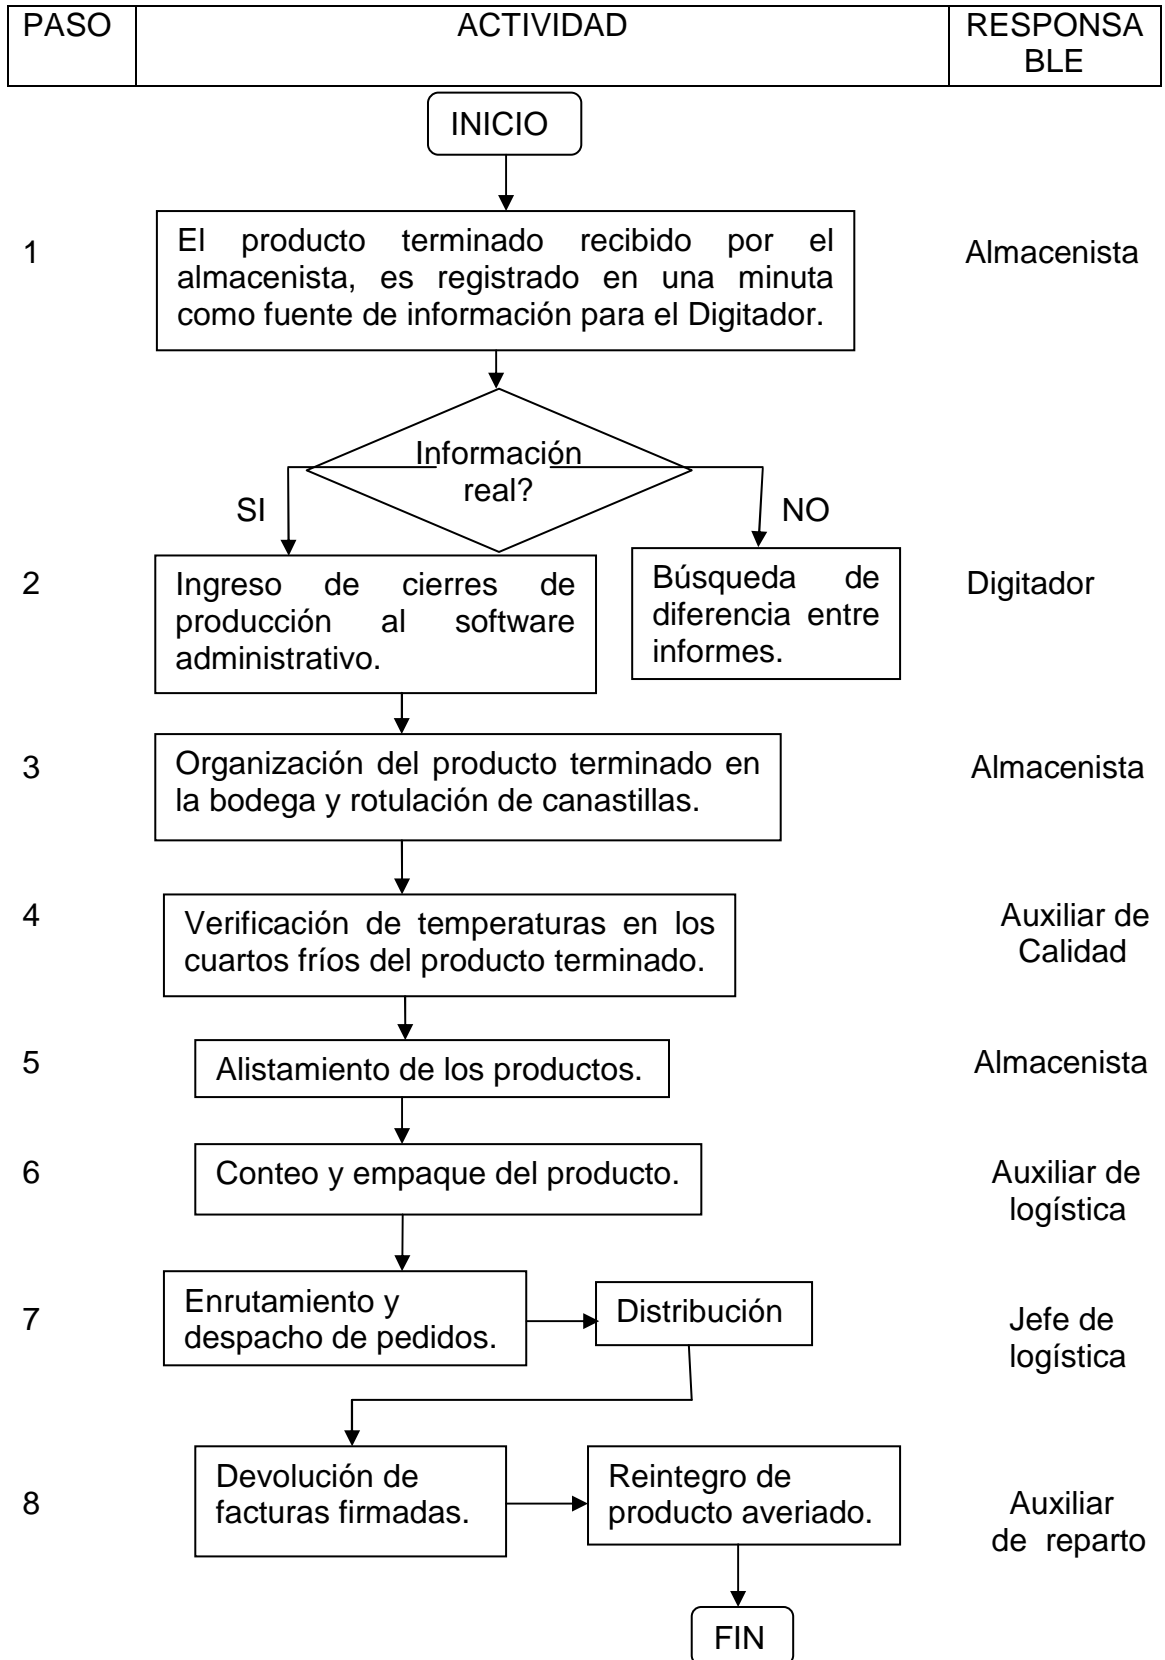 PASO
ACTIVIDAD
RESPONSA
BLE
INICIO
1
El producto terminado recibido por el
almacenista, es registrado en una minuta
como fuente de información para el Digitador.
Almacenista
Información
real?
SI
NO
2
Ingreso de cierres de
producción al software
administrativo.
Búsqueda de
diferencia entre
informes.
Digitador
3
Organización del producto terminado en
la bodega y rotulación de canastillas.
Almacenista
4
Verificación de temperaturas en los
cuartos fríos del producto terminado.
Auxiliar de
Calidad
5
Alistamiento de los productos.
Almacenista
6
Conteo y empaque del producto.
Auxiliar de
logística
7
Enrutamiento y
despacho de pedidos.
Distribución
Jefe de
logística
8
Devolución de
facturas firmadas.
Reintegro de
producto averiado.
Auxiliar
de reparto
FIN